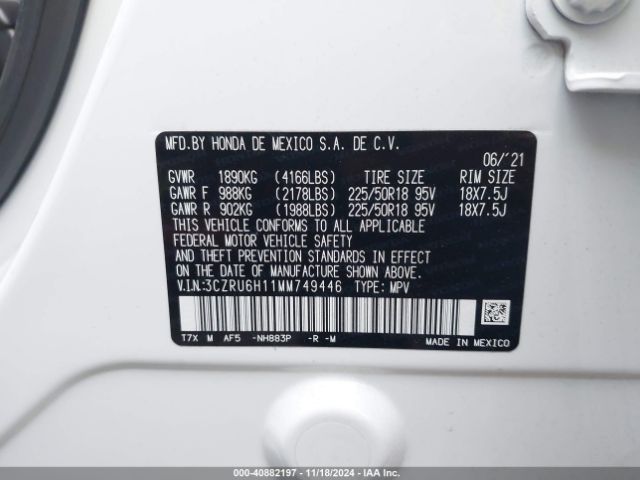 MFD.BY HONDA DE MEXICO S.A. DE C.V.
06/'21
GVWR 1890KG (4166LBS) TIRE SIZE RIM SIZE
GAWR F 988KG (2178LBS) 225/50R18 95V 18X7.5J
GAWR R 902KG (1988LBS) 225/50R18 95V 18X7.5J
THIS VEHICLE CONFORMS TO ALL APPLICABLE
FEDERAL MOTOR VEHICLE SAFETY
AND THEFT PREVENTION STANDARDS IN EFFECT
ON THE DATE OF MANUFACTURE SHOWN ABOVE.
V.I.N:3CZRU6H11MM749446 TYPE: MPV
T7X M AF5 -NH883P -R -M
MADE IN MEXICO
000-40882197 - 11/18/2024 - IAA Inc.